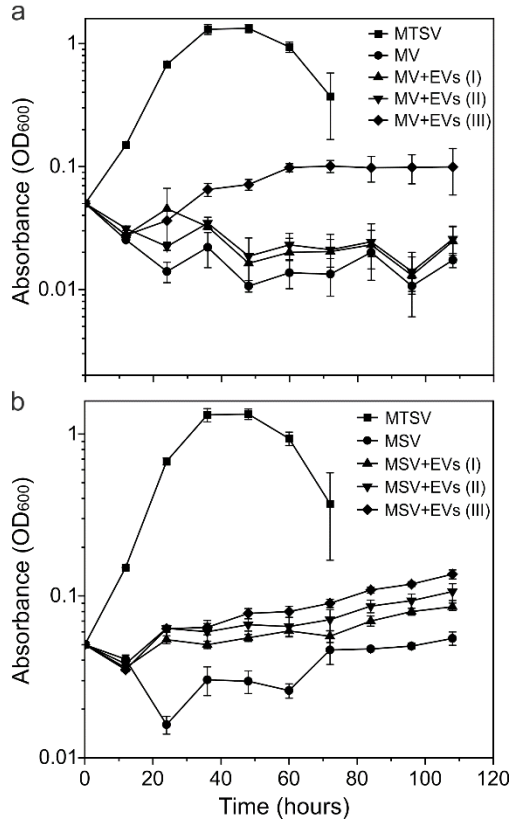 a
1
0.1
0.01
Absorbance (OD600)
MTSV
MV
MV+EVs (I)
MV+EVs (II)
MV+EVs (III)
b
1
0.1
0.01
Absorbance (OD600)
MTSV
MSV
MSV+EVs (I)
MSV+EVs (II)
MSV+EVs (III)
0 20 40 60 80 100 120
Time (hours)